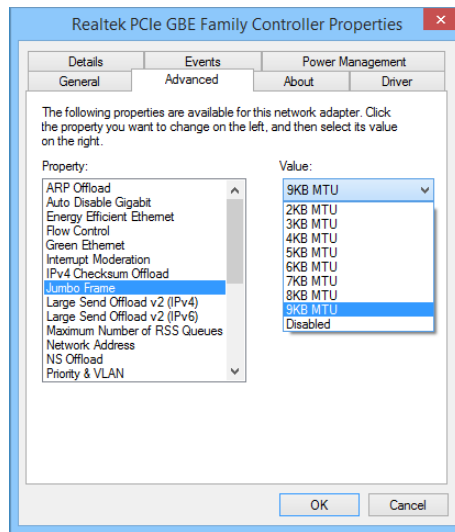 Realtek PCIe GBE Family Controller Properties
Details
Events
Power Management
General
Advanced
About
Driver
The following properties are available for this network adapter. Click
the property you want to change on the left, and then select its value
on the right.
Property:
ARP Offload
Auto Disable Gigabit
Energy Efficient Ethernet
Flow Control
Green Ethernet
Interrupt Moderation
IPv4 Checksum Offload
Jumbo Frame
Large Send Offload v2 (IPv4)
Large Send Offload v2 (IPv6)
Maximum Number of RSS Queues
Network Address
NS Offload
Priority & VLAN
Value:
9KB MTU
2KB MTU
3KB MTU
4KB MTU
5KB MTU
6KB MTU
7KB MTU
8KB MTU
9KB MTU
Disabled
OK
Cancel